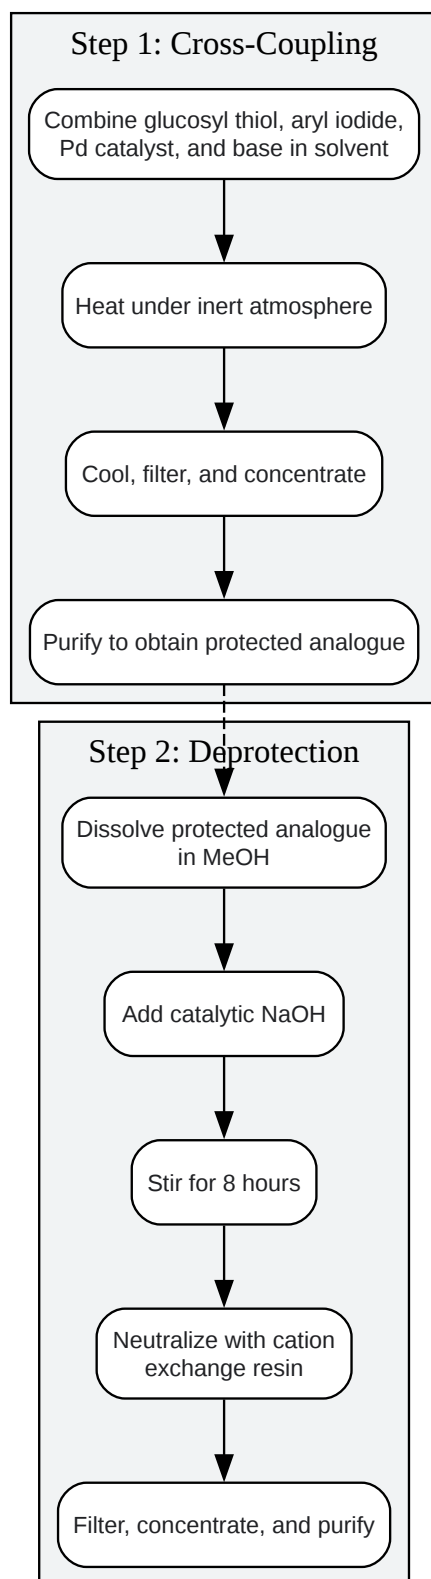 Step 1: Cross-Coupling
Combine glucosyl thiol, aryl iodide,
Pd catalyst, and base in solvent
Heat under inert atmosphere
Cool, filter, and concentrate
Purify to obtain protected analogue
Step 2: Deprotection
Dissolve protected analogue
in MeOH
Add catalytic NaOH
Stir for 8 hours
Neutralize with cation
exchange resin
Filter, concentrate, and purify